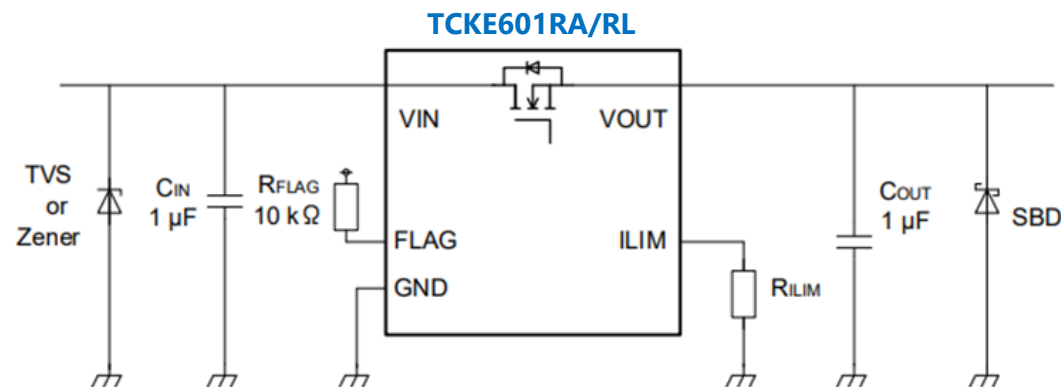 TCKE601RA/RL
VIN
VOUT
TVS
or
Zener
CIN
1 µF
RFLAG
10 kΩ
FLAG
GND
ILIM
RILIM
COUT
1 µF
SBD